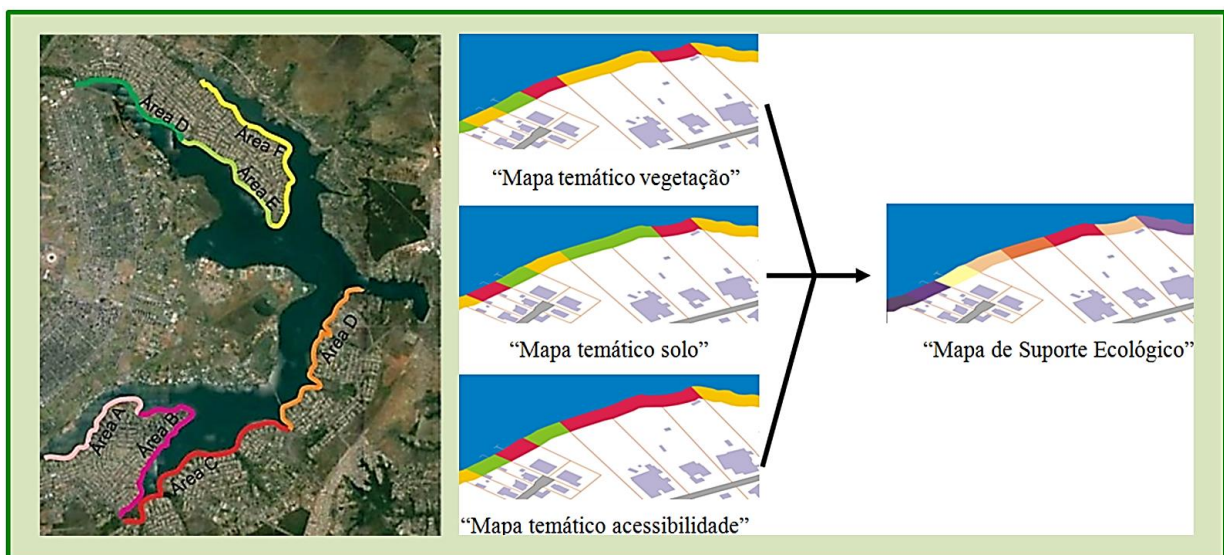 Área D
Área F
Área E
Área D
Área A
Área B
Área C
“Mapa temático vegetação”
“Mapa temático solo”
“Mapa temático acessibilidade”
“Mapa de Suporte Ecológico”